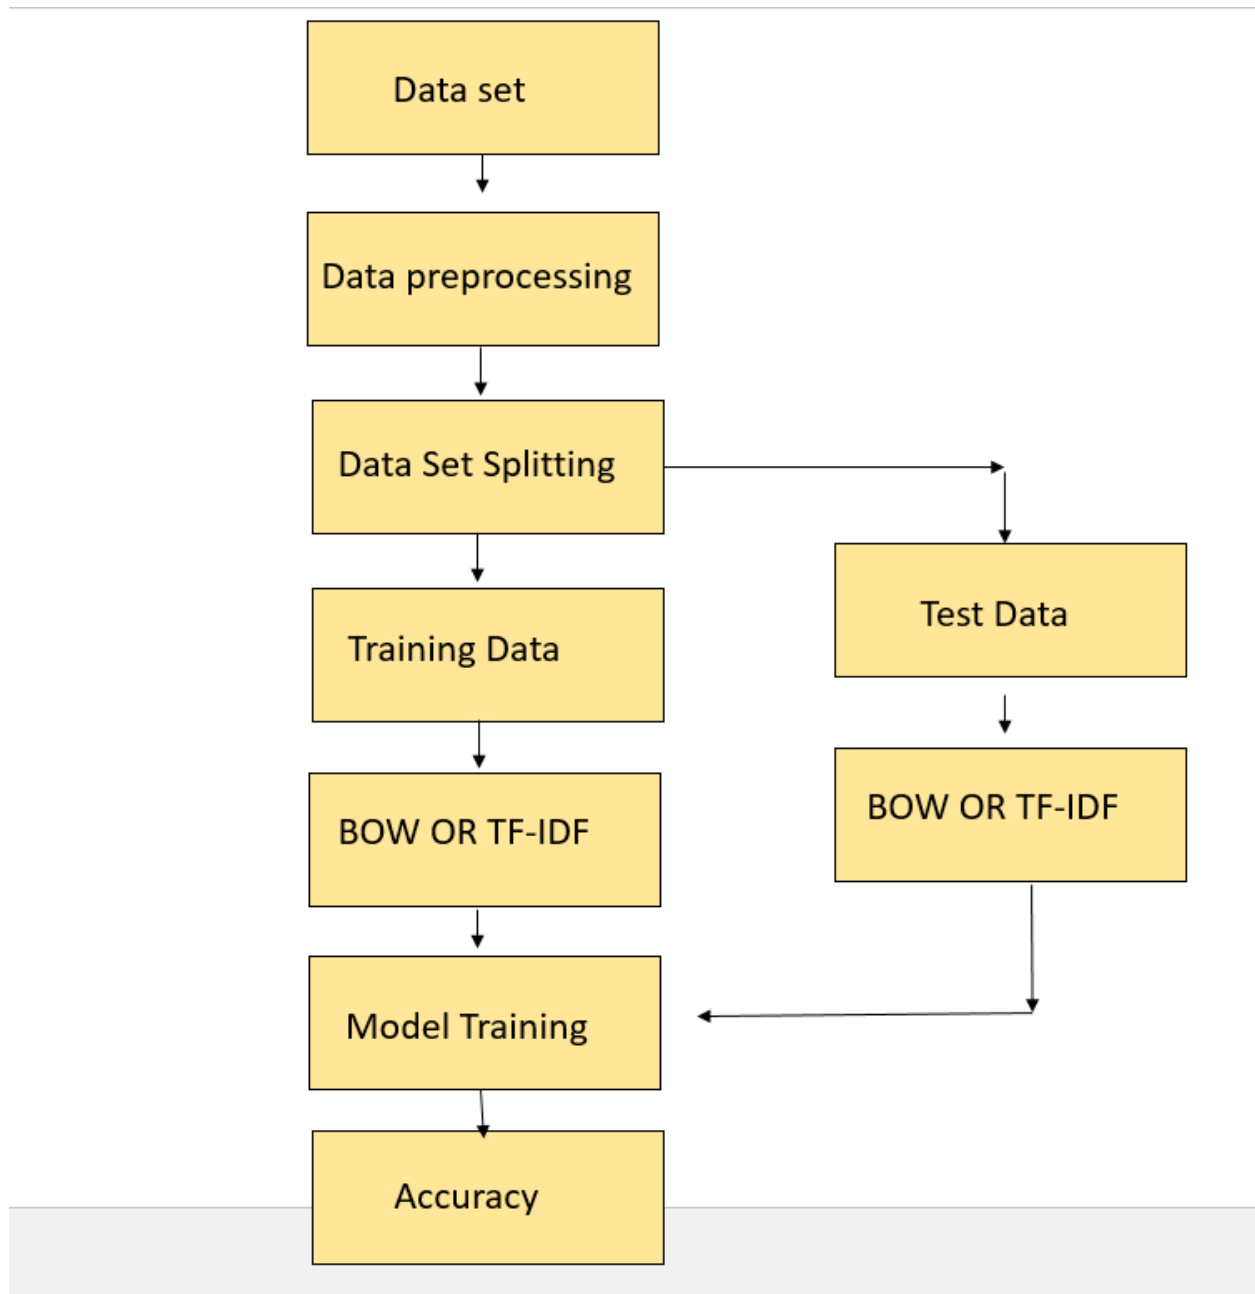 Data set
Data preprocessing
Data Set Splitting
Training Data
Test Data
BOW OR TF-IDF
BOW OR TF-IDF
Model Training
Accuracy